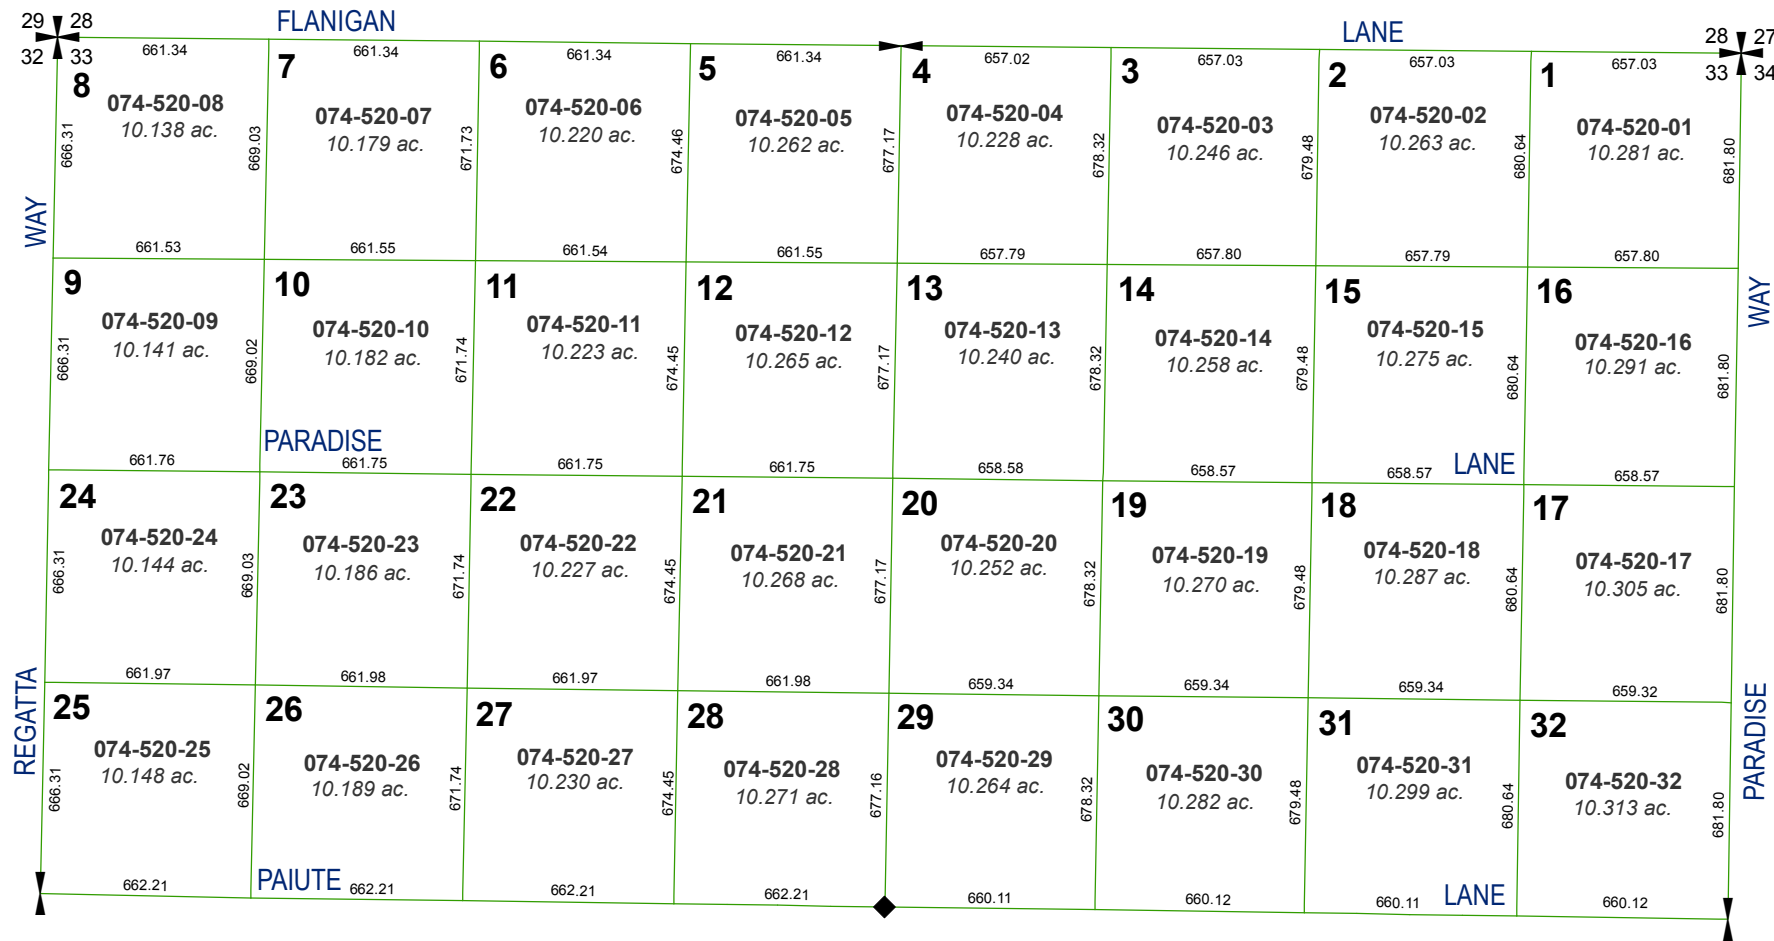 29 28 FLANIGAN LANE 28 27
32 33 33 34
661.34 661.34 661.34 661.34 657.02 657.03 657.03 657.03
8 7 6 5 4 3 2 1
074-520-08 074-520-07 074-520-06 074-520-05 074-520-04 074-520-03 074-520-02 074-520-01
10.138 ac. 10.179 ac. 10.220 ac. 10.262 ac. 10.228 ac. 10.246 ac. 10.263 ac. 10.281 ac.
666.31 669.03 671.73 674.46 677.17 678.32 679.48 680.64 681.80
WAY
661.53 661.55 661.54 661.55 657.79 657.80 657.79 657.80
9 10 11 12 13 14 15 16
WAY
074-520-09 074-520-10 074-520-11 074-520-12 074-520-13 074-520-14 074-520-15 074-520-16
10.141 ac. 10.182 ac. 10.223 ac. 10.265 ac. 10.240 ac. 10.258 ac. 10.275 ac. 10.291 ac.
666.31 669.02 671.74 674.45 677.17 678.32 679.48 680.64 681.80
PARADISE LANE
661.76 661.75 661.75 661.75 658.58 658.57 658.57 658.57
24 23 22 21 20 19 18 17
074-520-24 074-520-23 074-520-22 074-520-21 074-520-20 074-520-19 074-520-18 074-520-17
10.144 ac. 10.186 ac. 10.227 ac. 10.268 ac. 10.252 ac. 10.270 ac. 10.287 ac. 10.305 ac.
666.31 669.03 671.74 674.45 677.17 678.32 679.48 680.64 681.80
661.97 661.98 661.97 661.98 659.34 659.34 659.34 659.32
REGATTA
25 26 27 28 29 30 31 32
PARADISE
074-520-25 074-520-26 074-520-27 074-520-28 074-520-29 074-520-30 074-520-31 074-520-32
10.148 ac. 10.189 ac. 10.230 ac. 10.271 ac. 10.264 ac. 10.282 ac. 10.299 ac. 10.313 ac.
666.31 669.02 671.74 674.45 677.16 678.32 679.48 680.64 681.80
PAIUTE LANE
662.21 662.21 662.21 662.21 660.11 660.12 660.11 660.12